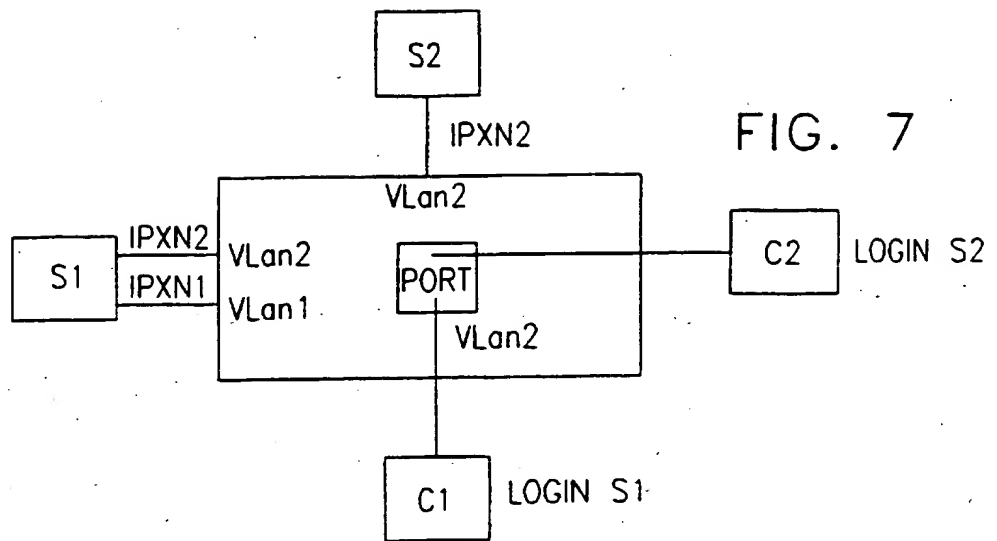 S2
IPXN2
FIG. 7
VLan2
S1
IPXN2
IPXN1
VLan2
VLan1
PORT
VLan2
C2
LOGIN S2
C1
LOGIN S1